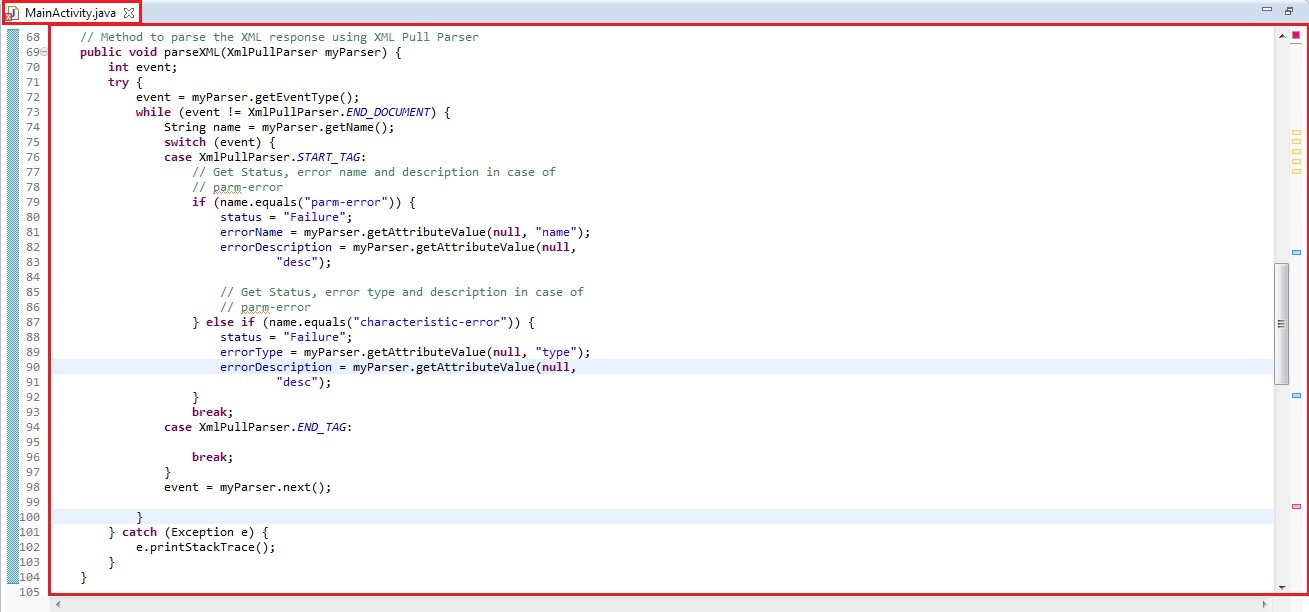 MainActivity.java
68 // Method to parse the XML response using XML Pull Parser
69 public void parseXML(XmlPullParser myParser) {
70 int event;
71 try {
72 event = myParser.getEventType();
73 while (event != XmlPullParser.END_DOCUMENT) {
74 String name = myParser.getName();
75 switch (event) {
76 case XmlPullParser.START_TAG:
77 // Get Status, error name and description in case of
78 // parm-error
79 if (name.equals("parm-error")) {
80 status = "Failure";
81 errorName = myParser.getAttributeValue(null, "name");
82 errorDescription = myParser.getAttributeValue(null,
83 "desc");
84
85 // Get Status, error type and description in case of
86 // parm-error
87 } else if (name.equals("characteristic-error")) {
88 status = "Failure";
89 errorType = myParser.getAttributeValue(null, "type");
90 errorDescription = myParser.getAttributeValue(null,
91 "desc");
92 }
93 break;
94 case XmlPullParser.END_TAG:
95
96 break;
97 }
98 event = myParser.next();
99
100 }
101 } catch (Exception e) {
102 e.printStackTrace();
103 }
104 }
105